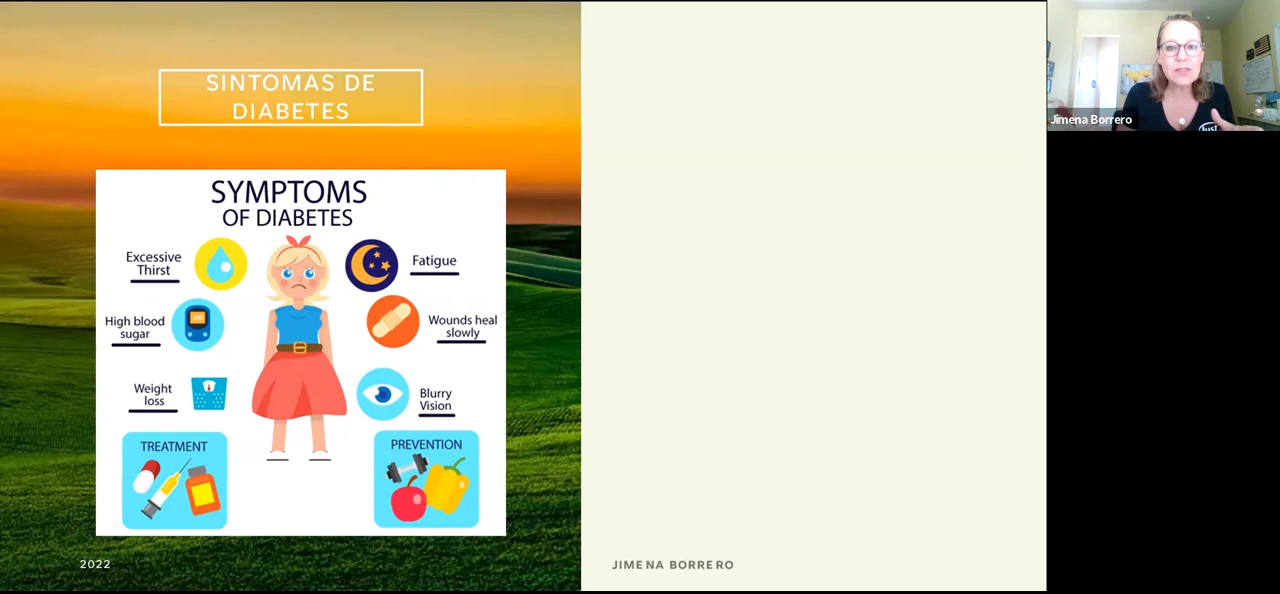 SINTOMAS DE
DIABETES
SYMPTOMS
OF DIABETES
Excessive
Thirst
Fatigue
High blood
sugar
Wounds heal
slowly
Weight
loss
Blurry
Vision
TREATMENT
PREVENTION
2022
JIMENA BORRERO
Jimena Borrero